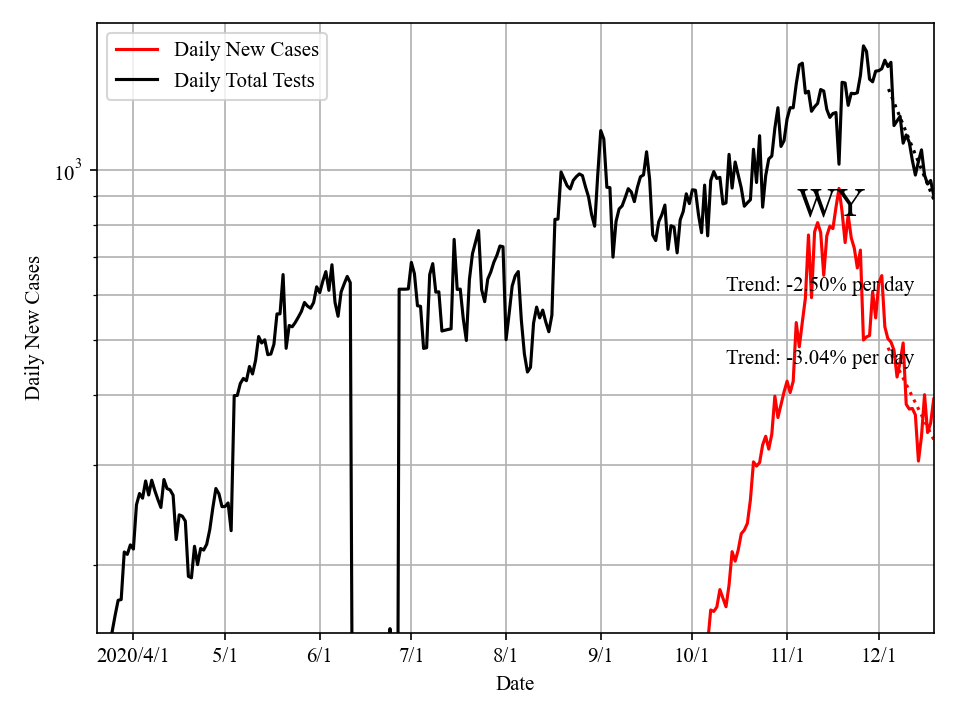 Daily New Cases
Daily Total Tests
10^3
WY
Trend: -2.50% per day
Trend: -3.04% per day
Daily New Cases
2020/4/1 5/1 6/1 7/1 8/1 9/1 10/1 11/1 12/1
Date